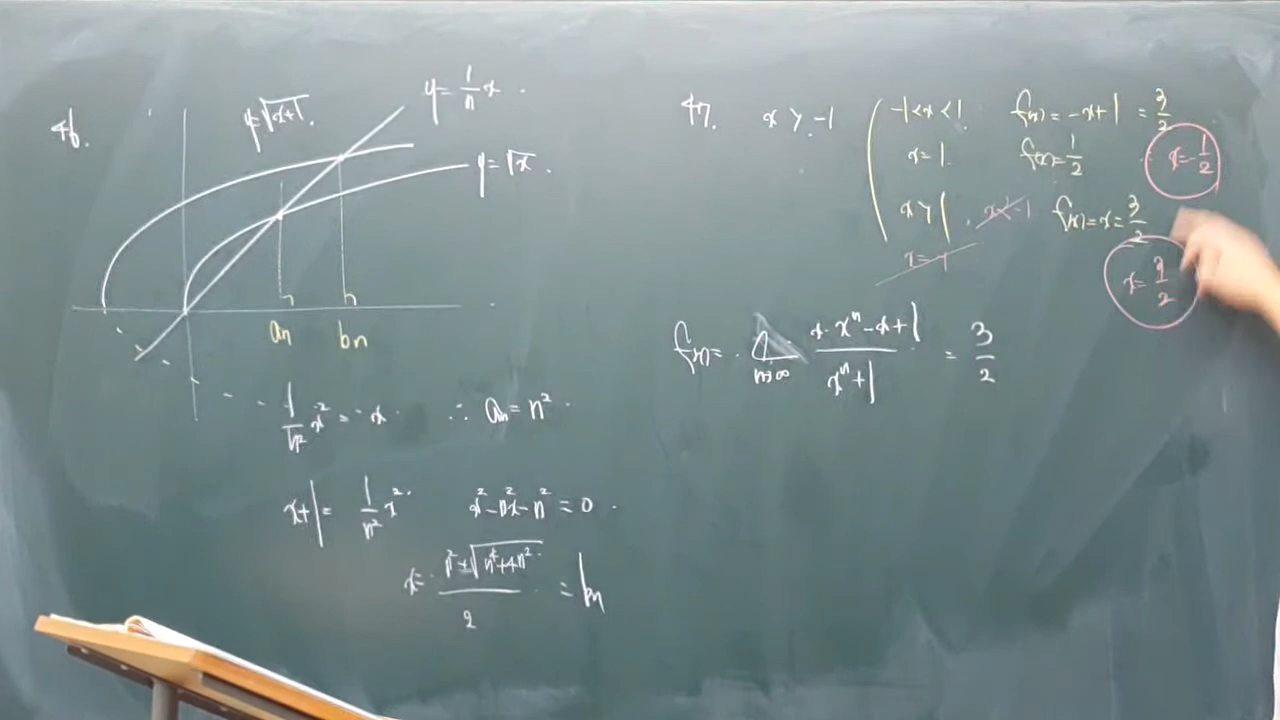 46.
y=√x+1.
y = 1/n x .
y = √x .
an
bn
1/n² x² = x. ∴ an = n² .
x+1 = 1/n² x² . x²-n²x-n² = 0 .
x = n²+√n⁴+4n² / 2 = bn
47. x > -1
-1<x<1. f(x) = -x+1 = 3/2
x=-1/2
x=1. f(x)=1/2
x>1 . x<-1 f(x)=x=3/2
x=-1
x=3/2
f(x)= . n→∞ x·xⁿ-x+1 / xⁿ+1 = 3/2